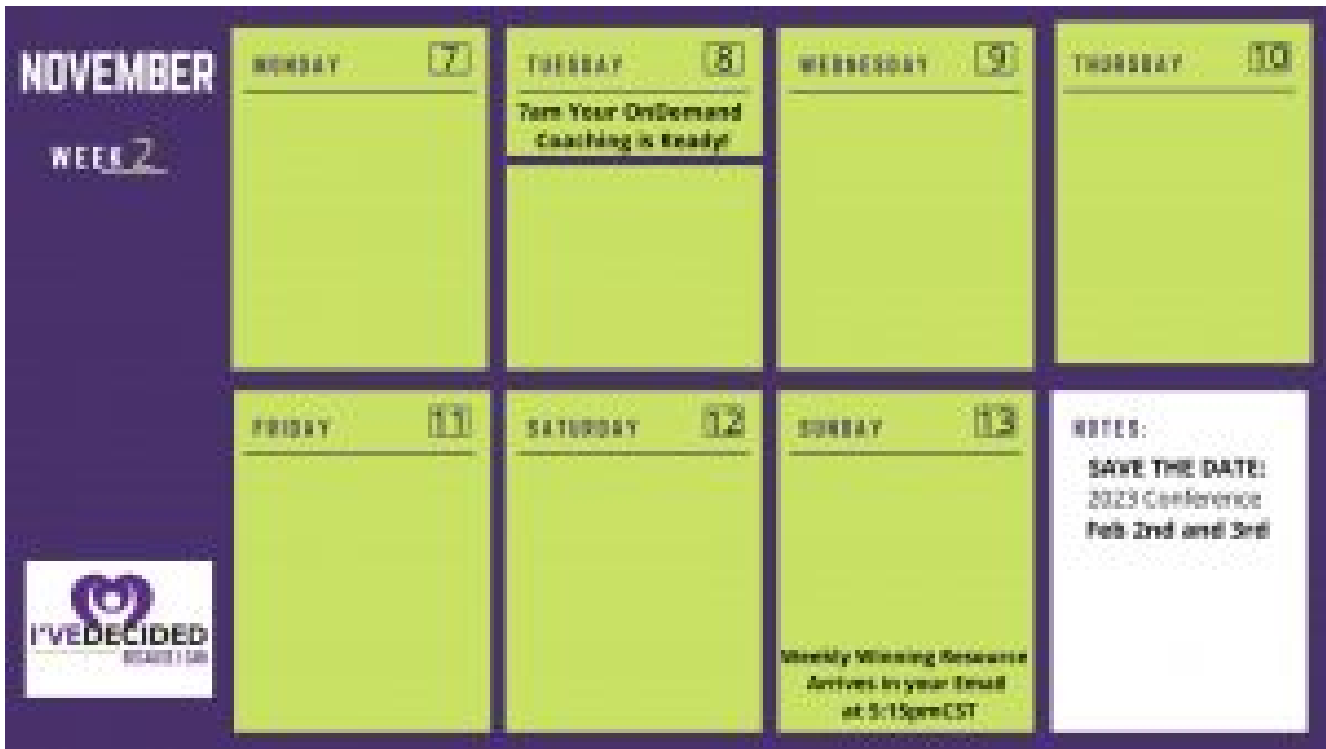 NOVEMBER
WEEK 2
MONDAY 7
TUESDAY 8
7am Your OnDemand
Coaching is Ready!
WEDNESDAY 9
THURSDAY 10
FRIDAY 11
SATURDAY 12
SUNDAY 13
Weekly Winning Resource
Arrives in your Email
at 5:15pmCST
NOTES:
SAVE THE DATE:
2023 Conference
Feb 2nd and 3rd
I'VEDECIDED
BECAUSE I CAN